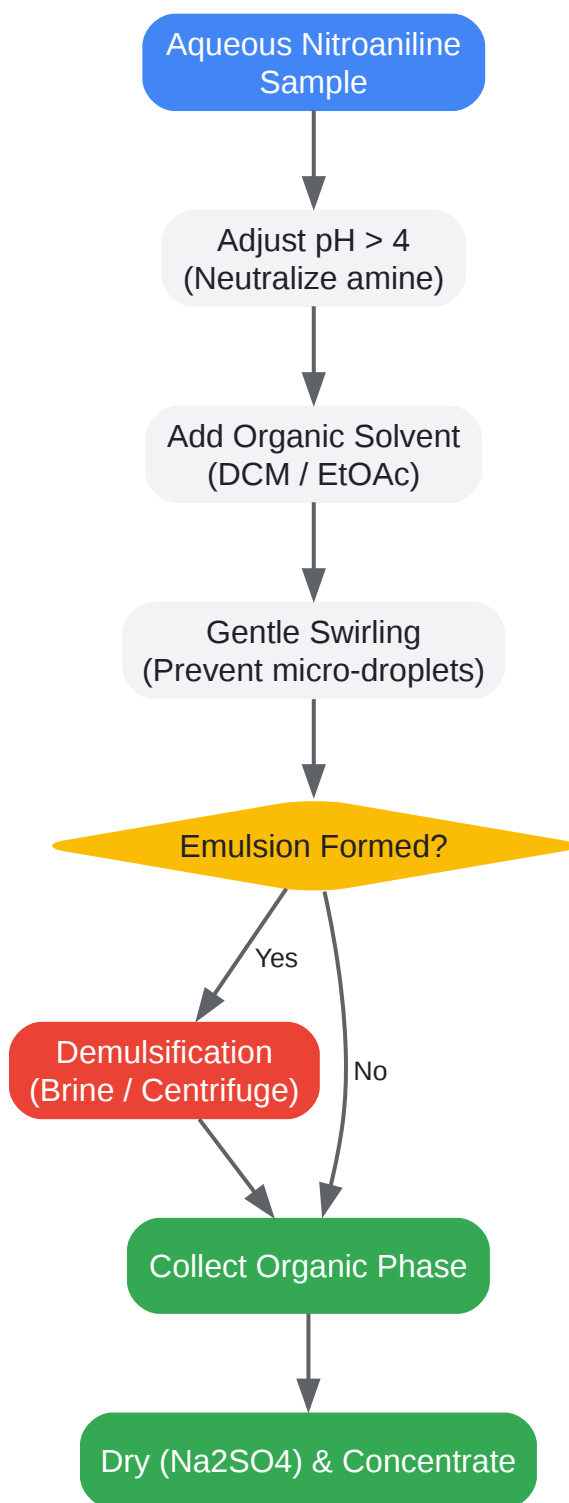 Aqueous Nitroaniline
Sample
Adjust pH > 4
(Neutralize amine)
Add Organic Solvent
(DCM / EtOAc)
Gentle Swirling
(Prevent micro-droplets)
Emulsion Formed?
Yes
Demulsification
(Brine / Centrifuge)
No
Collect Organic Phase
Dry (Na2SO4) & Concentrate